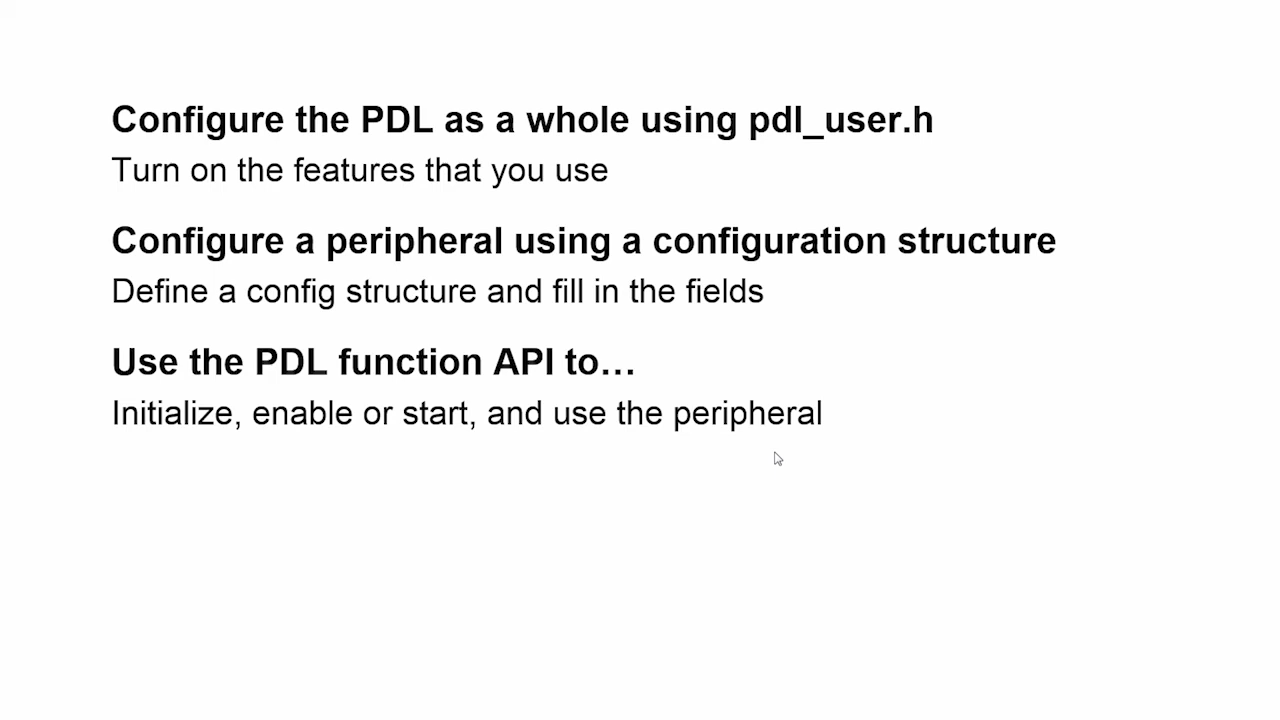 Configure the PDL as a whole using pdl_user.h
Turn on the features that you use
Configure a peripheral using a configuration structure
Define a config structure and fill in the fields
Use the PDL function API to…
Initialize, enable or start, and use the peripheral